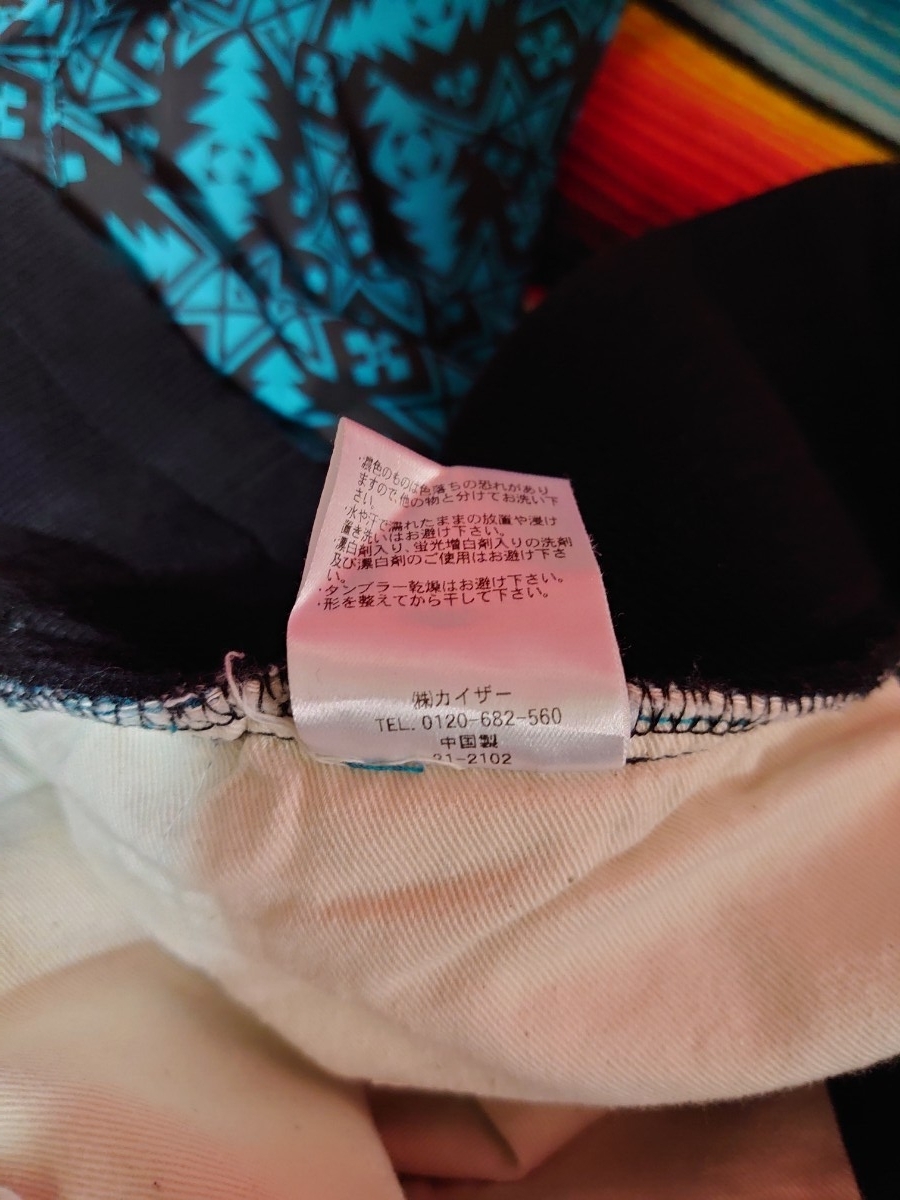 ・濃色のものは色落ちの恐れがあり
ますので、他の物と分けてお洗い下
さい。
・水や汗で濡れたままの放置や浸け
置き洗いはお避け下さい。
・漂白剤入り、蛍光増白剤入りの洗剤
及び漂白剤のご使用はお避け下さ
い。
・タンブラー乾燥はお避け下さい。
・形を整えてから干して下さい。
㈱カイザー
TEL. 0120-682-560
中国製
21-2102